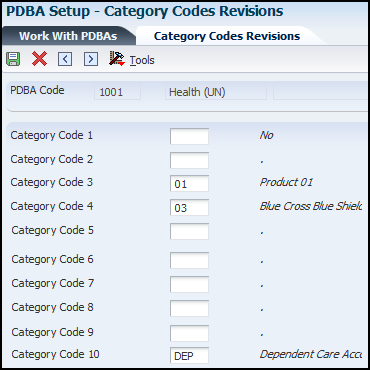 PDBA Setup - Category Codes Revisions
Work With PDBAs Category Codes Revisions
Tools
PDBA Code 1001 Health (UN)
Category Code 1 No
Category Code 2 .
Category Code 3 01 Product 01
Category Code 4 03 Blue Cross Blue Shield
Category Code 5 .
Category Code 6 .
Category Code 7 .
Category Code 8 .
Category Code 9 .
Category Code 10 DEP Dependent Care Acco